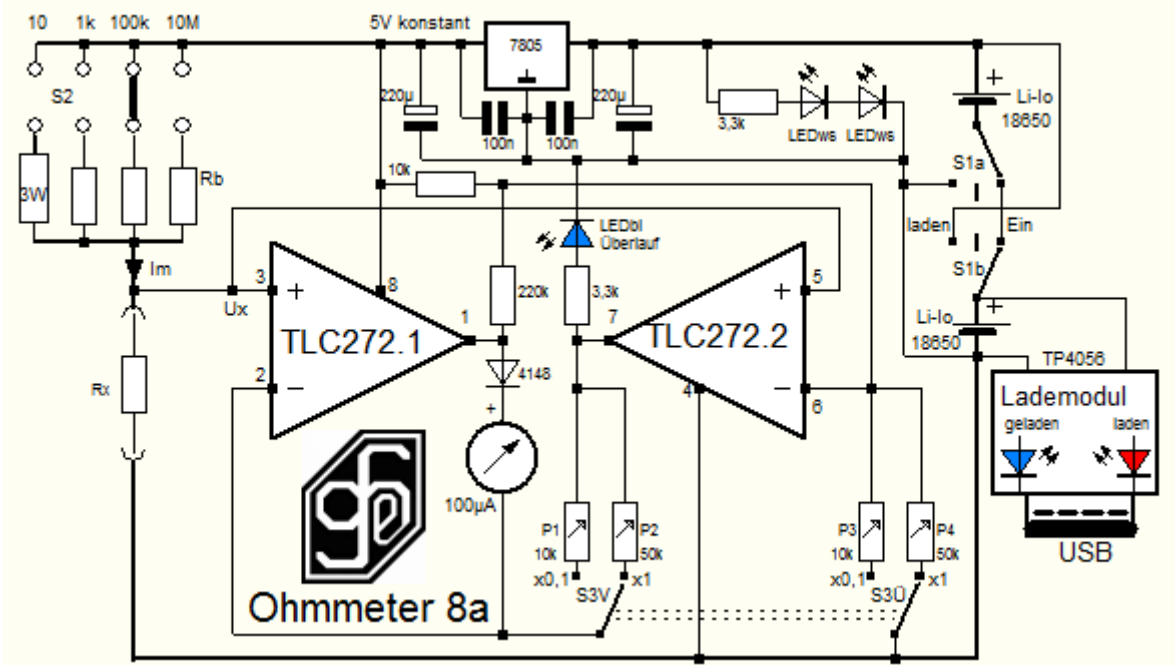 10 1k 100k 10M
5V konstant
7805
S2
220µ
100n
100n
220µ
3,3k
LEDws LEDws
+
Li-Io
18650
S1a
3W
Rb
10k
laden
Ein
LEDbl
Überlauf
S1b
Im
3
+
8
Ux
220k
3,3k
5
+
1
TLC272.1
7
TLC272.2
Li-Io
18650
+
TP4056
2
−
4148
4
−
6
Rx
+
Lademodul
geladen
laden
100µA
P1
10k
P2
50k
P3
10k
P4
50k
x0,1
x1
x0,1
x1
USB
S3V
S3Ü
Ohmmeter 8a